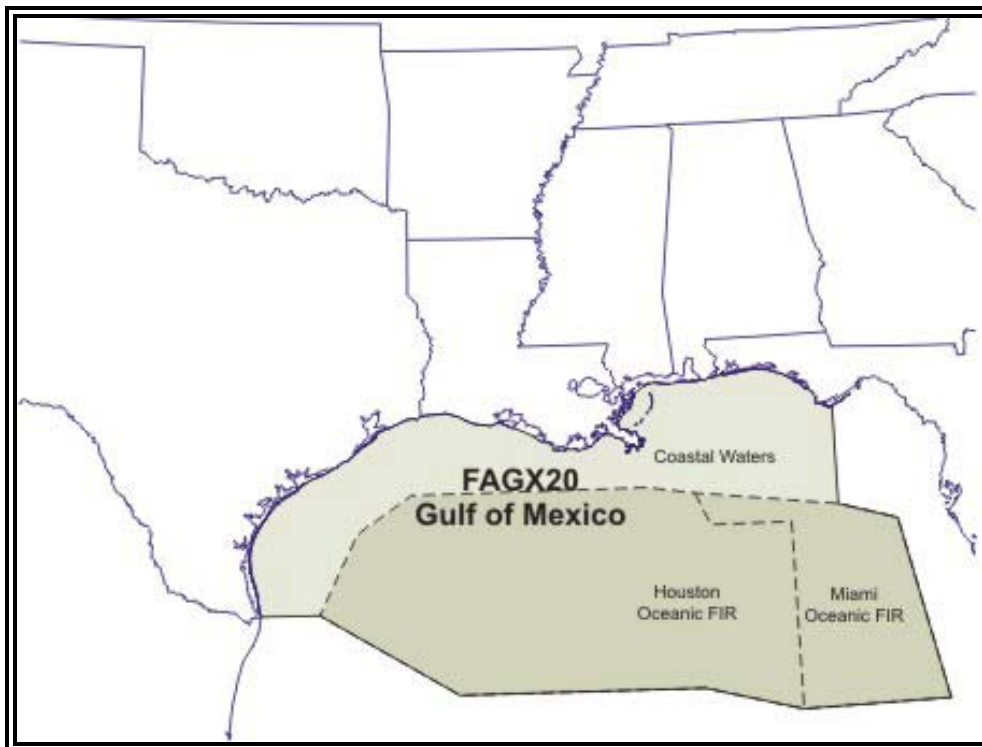 Coastal Waters
FAGX20
Gulf of Mexico
Houston
Oceanic FIR
Miami
Oceanic FIR